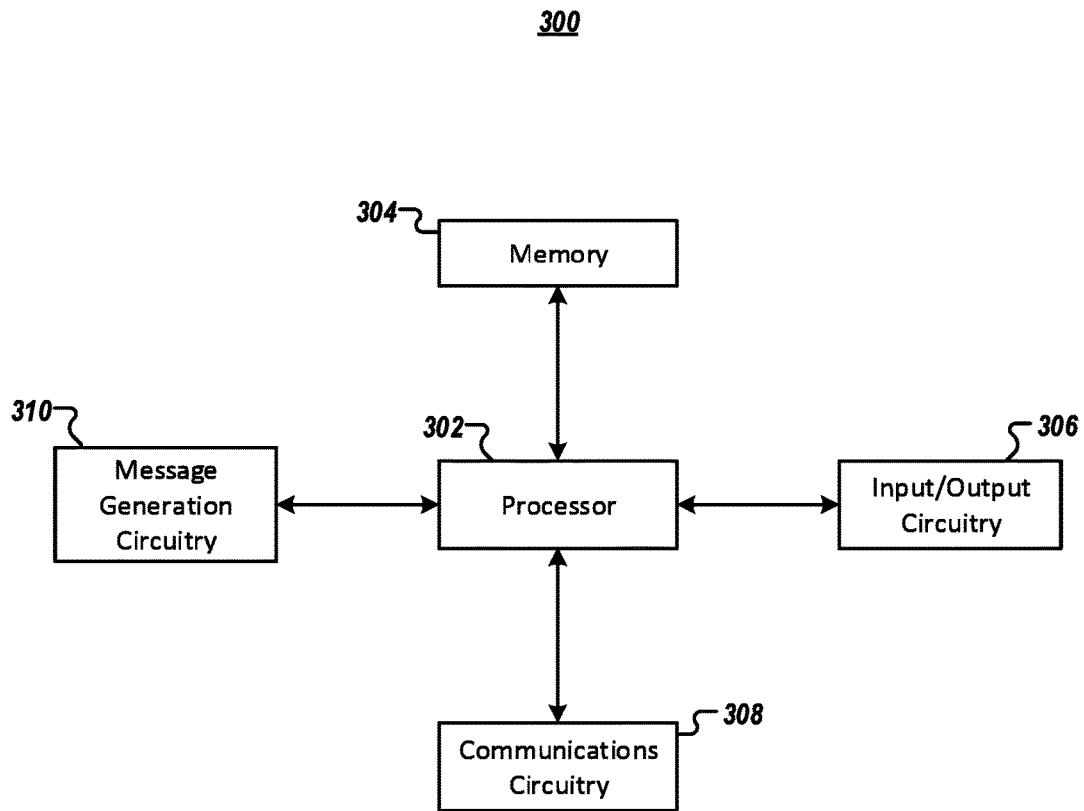 300
304
Memory
310
302
306
Message
Generation
Circuitry
Processor
Input/Output
Circuitry
308
Communications
Circuitry